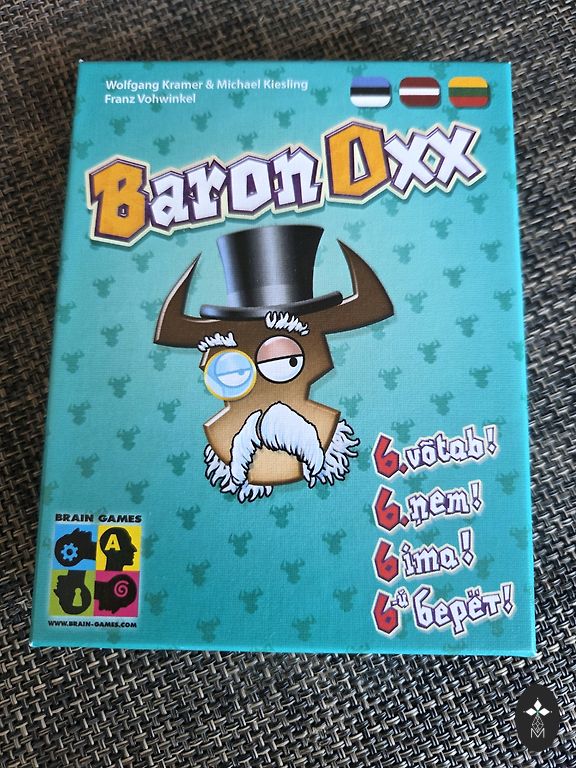 Wolfgang Kramer & Michael Kiesling
Franz Vohwinkel
Baron Oxx
6. võtab!
6. ņem!
6 ima!
6-й берёт!
BRAIN GAMES
A
WWW.BRAIN-GAMES.COM
M